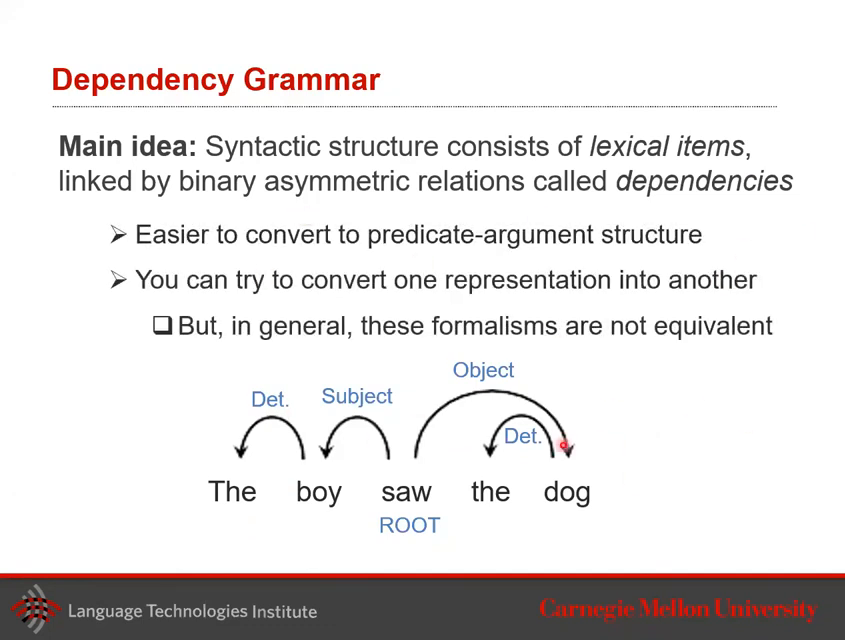 Dependency Grammar
Main idea: Syntactic structure consists of lexical items,
linked by binary asymmetric relations called dependencies
➢ Easier to convert to predicate-argument structure
➢ You can try to convert one representation into another
❑ But, in general, these formalisms are not equivalent
Object
Det. Subject
Det.
The boy saw the dog
ROOT
Language Technologies Institute
Carnegie Mellon University